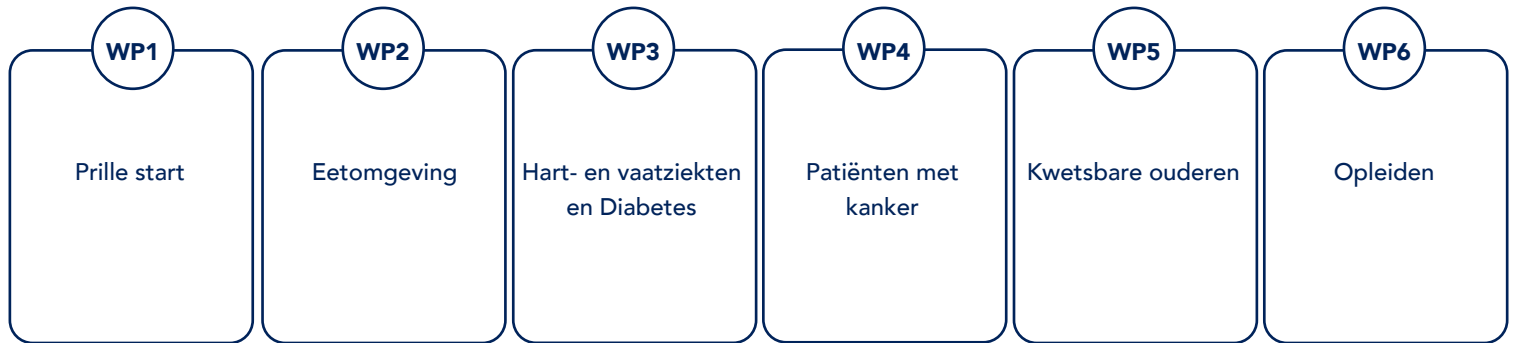 WP1
Prille start
WP2
Eetomgeving
WP3
Hart- en vaatziekten
en Diabetes
WP4
Patiënten met
kanker
WP5
Kwetsbare ouderen
WP6
Opleiden